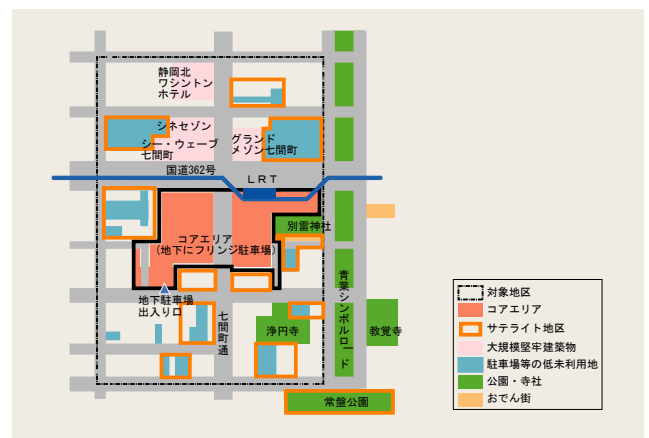 静岡北
ワシントン
ホテル
シネセゾン
シー・ウェーブ
七間町
グランド
メゾン七間町
国道362号
LRT
別雷神社
コアエリア
(地下にフリンジ駐車場)
地下駐車場
出入り口
七間町通
浄円寺
青葉シンボルロード
教覚寺
常盤公園
対象地区
コアエリア
サテライト地区
大規模堅牢建築物
駐車場等の低未利用地
公園・寺社
おでん街